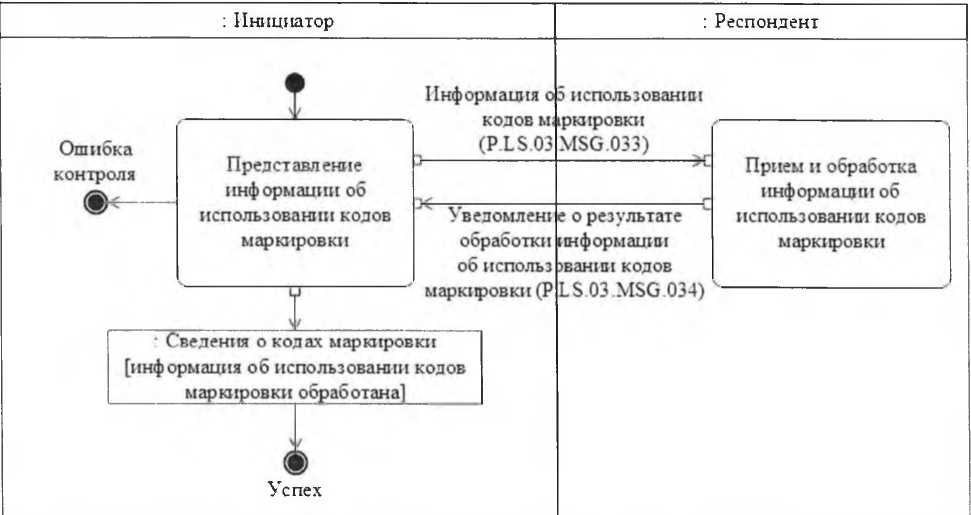 : Инициатор
: Респондент
Информация об использовании
кодов маркировки
(P.LS.03.MSG.033)
Ошибка
контроля
Представление
информации об
использовании кодов
маркировки
Прием и обработка
информации об
использовании кодов
маркировки
Уведомление о результате
обработки информации
об использовании кодов
маркировки (P.LS.03.MSG.034)
: Сведения о кодах маркировки
[информация об использовании кодов
маркировки обработана]
Успех